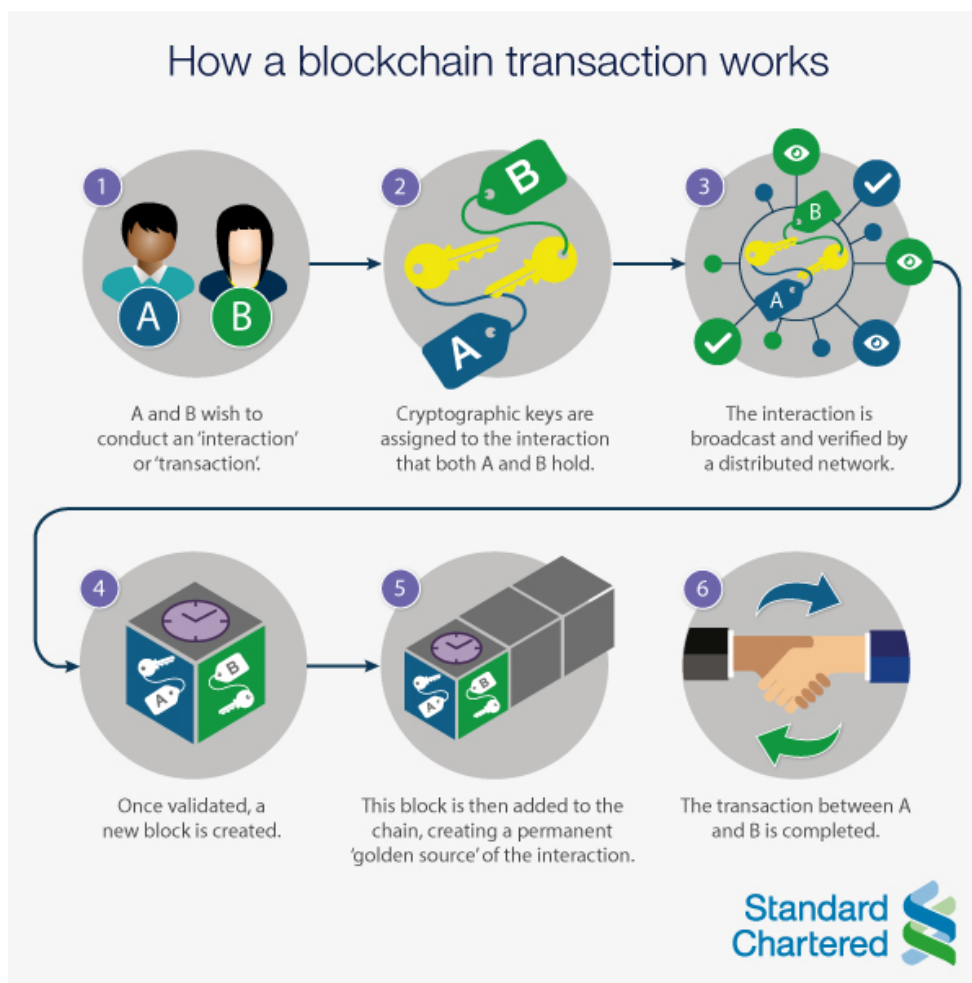 How a blockchain transaction works
1
2
3
B
B
A
A
B
A
A and B wish to
conduct an ‘interaction’
or ‘transaction’.
Cryptographic keys are
assigned to the interaction
that both A and B hold.
The interaction is
broadcast and verified by
a distributed network.
4
5
6
A
B
A
B
Once validated, a
new block is created.
This block is then added to the
chain, creating a permanent
‘golden source’ of the interaction.
The transaction between A
and B is completed.
Standard
Chartered